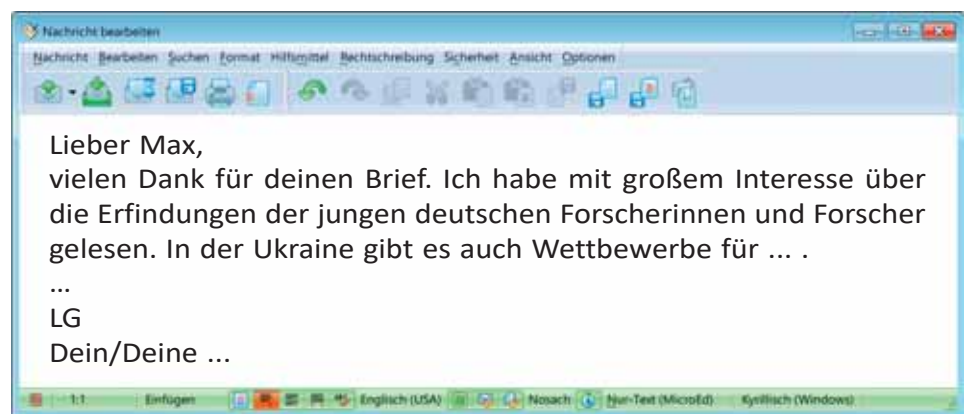 Nachricht bearbeiten
Nachricht Bearbeiten Suchen Format Hilfsmittel Rechtschreibung Sicherheit Ansicht Optionen
Lieber Max,
vielen Dank für deinen Brief. Ich habe mit großem Interesse über
die Erfindungen der jungen deutschen Forscherinnen und Forscher
gelesen. In der Ukraine gibt es auch Wettbewerbe für ... .
...
LG
Dein/Deine ...
1:1 Einfügen Englisch (USA) Nosach Nur-Text (MicroEd) Kyrillisch (Windows)